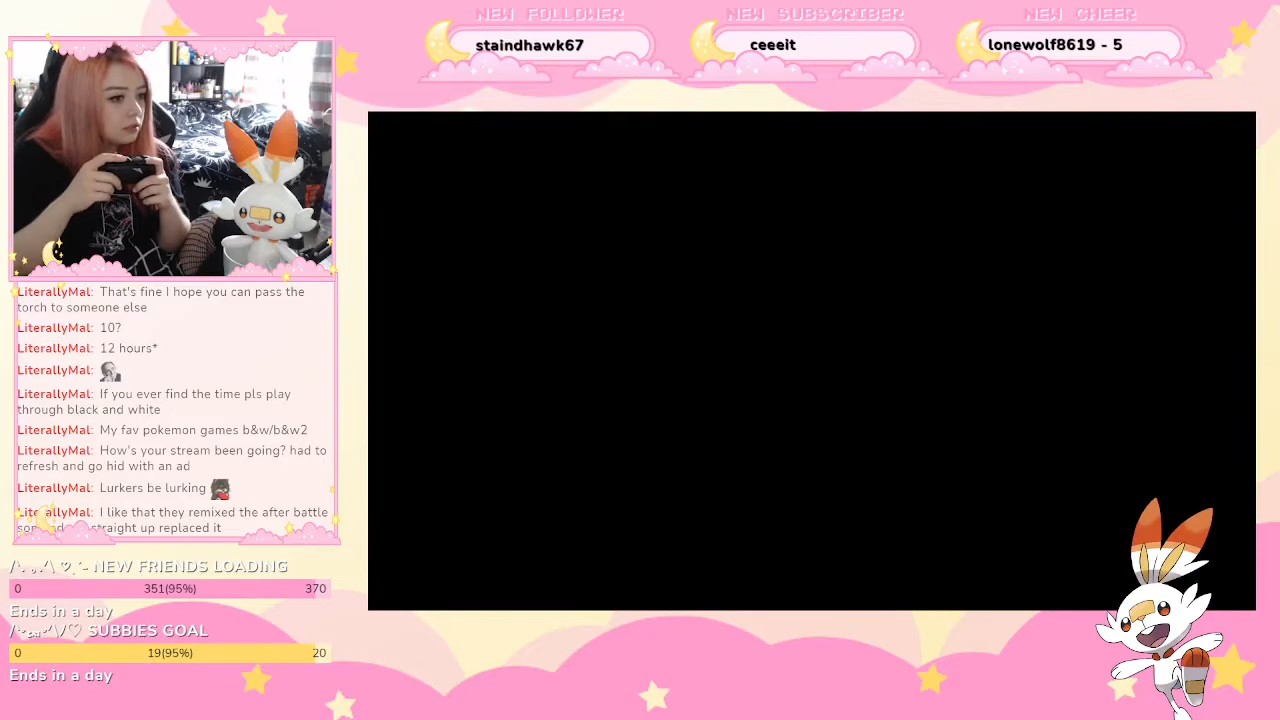 NEW FOLLOWER
NEW SUBSCRIBER
NEW CHEER
staindhawk67
ceeeit
lonewolf8619 - 5
LiterallyMal: That's fine I hope you can pass the
torch to someone else
LiterallyMal: 10?
LiterallyMal: 12 hours*
LiterallyMal:
LiterallyMal: If you ever find the time pls play
through black and white
LiterallyMal: My fav pokemon games b&w/b&w2
LiterallyMal: How's your stream been going? had to
refresh and go hid with an ad
LiterallyMal: Lurkers be lurking
LiterallyMal: I like that they remixed the after battle
straight up replaced it
NEW FRIENDS LOADING
0 351(95%) 370
Ends in a day
SUBBIES GOAL
0 19(95%) 20
Ends in a day